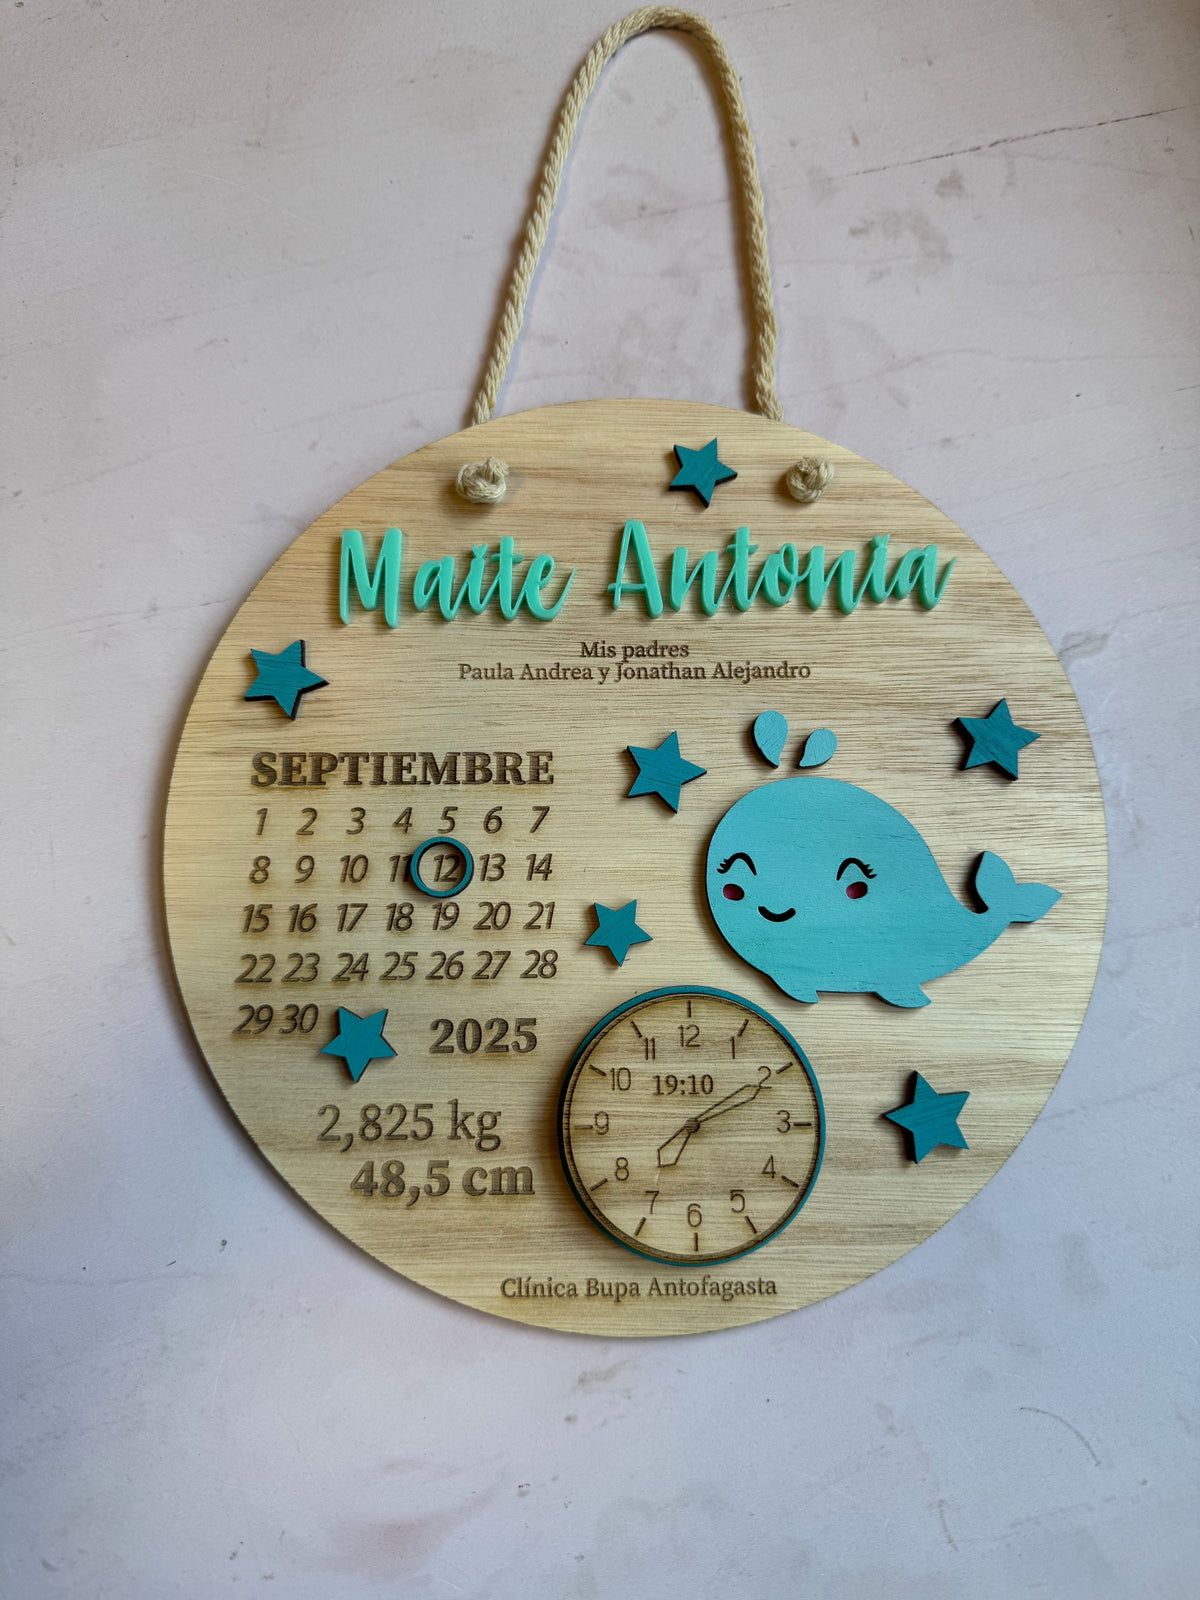 Maite Antonia
Mis padres
Paula Andrea y Jonathan Alejandro
SEPTIEMBRE
1 2 3 4 5 6 7
8 9 10 11 12 13 14
15 16 17 18 19 20 21
22 23 24 25 26 27 28
29 30
2025
2,825 kg
48,5 cm
12
11 1
10 19:10 2
9 3
8 4
7 5
6
Clínica Bupa Antofagasta